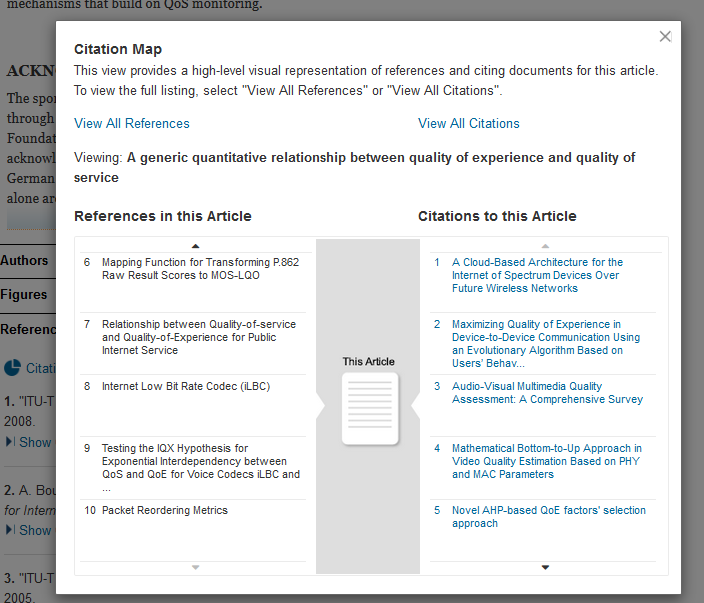 mechanisms that build on QoS monitoring.
Citation Map
This view provides a high-level visual representation of references and citing documents for this article.
To view the full listing, select "View All References" or "View All Citations".
View All References
View All Citations
Viewing: A generic quantitative relationship between quality of experience and quality of
service
References in this Article
Citations to this Article
6 Mapping Function for Transforming P.862
Raw Result Scores to MOS-LQO
7 Relationship between Quality-of-service
and Quality-of-Experience for Public
Internet Service
8 Internet Low Bit Rate Codec (iLBC)
9 Testing the IQX Hypothesis for
Exponential Interdependency between
QoS and QoE for Voice Codecs iLBC and
...
10 Packet Reordering Metrics
This Article
1 A Cloud-Based Architecture for the
Internet of Spectrum Devices Over
Future Wireless Networks
2 Maximizing Quality of Experience in
Device-to-Device Communication Using
an Evolutionary Algorithm Based on
Users' Behav...
3 Audio-Visual Multimedia Quality
Assessment: A Comprehensive Survey
4 Mathematical Bottom-to-Up Approach in
Video Quality Estimation Based on PHY
and MAC Parameters
5 Novel AHP-based QoE factors' selection
approach
ACKN
The spo
through
Foundat
acknowl
German
alone ar
Authors
Figures
Referenc
Citati
1. "ITU-T
2008.
Show
2. A. Bou
for Intern
Show
3. "ITU-T
2005.